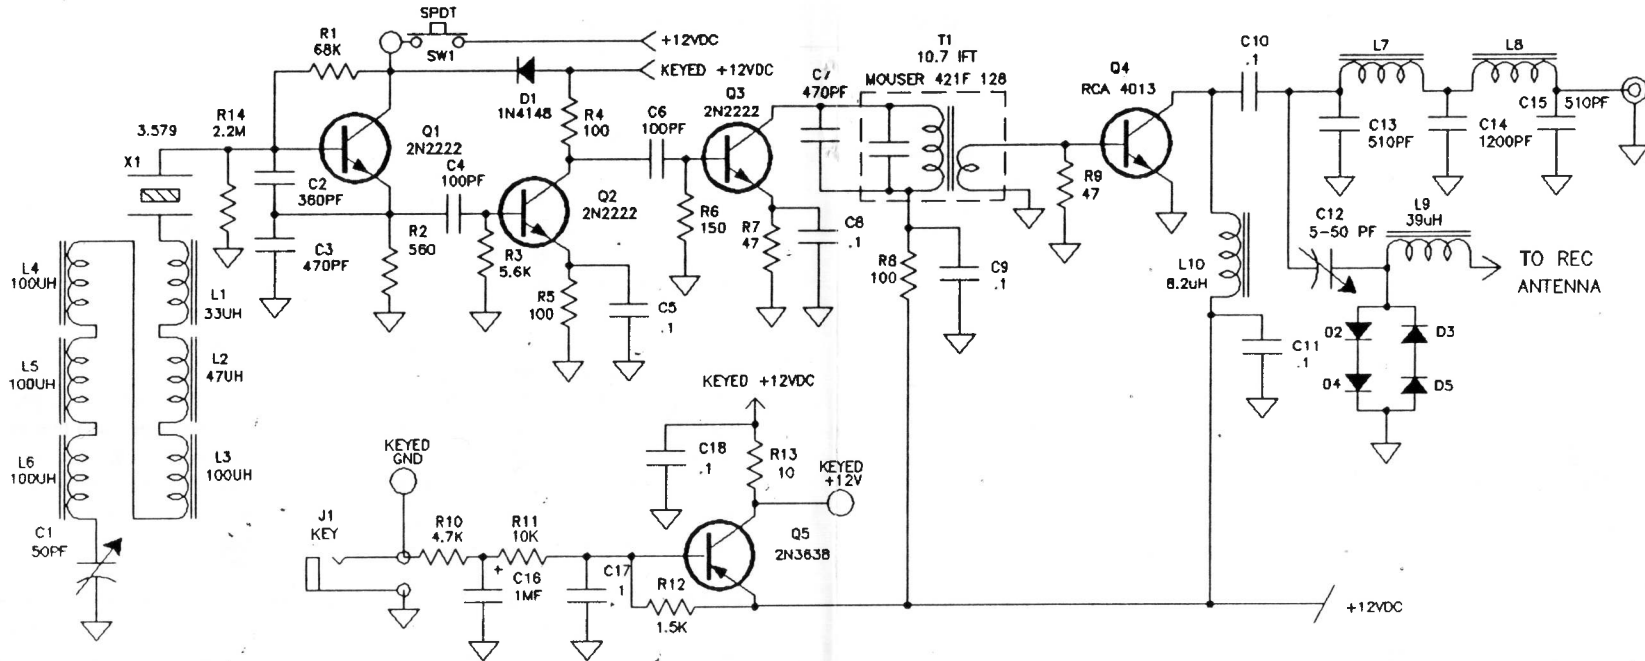 SPDT
SW1
+12VDC
KEYED +12VDC
R1
68K
D1
1N4148
R4
100
R14
2.2M
3.579
X1
Q1
2N2222
C2
360PF
C3
470PF
C4
100PF
R2
560
Q2
2N2222
R3
5.6K
R5
100
C5
.1
C6
100PF
R6
150
Q3
2N2222
R7
47
C8
.1
C7
470PF
T1
10.7 IFT
MOUSER 421F 128
R8
100
C9
.1
Q4
RCA 4013
R9
47
C10
.1
L7
L8
C13
510PF
C14
1200PF
C15
510PF
C12
5-50 PF
L9
39uH
TO REC
ANTENNA
L10
8.2uH
C11
.1
D2
D3
D4
D5
L4
100UH
L1
33UH
L5
100UH
L2
47UH
L6
100UH
L3
100UH
C1
50PF
KEYED
GND
J1
KEY
R10
4.7K
R11
10K
+
C16
1MF
C17
.1
R12
1.5K
KEYED +12VDC
C18
.1
R13
10
KEYED
+12V
Q5
2N3638
+12VDC